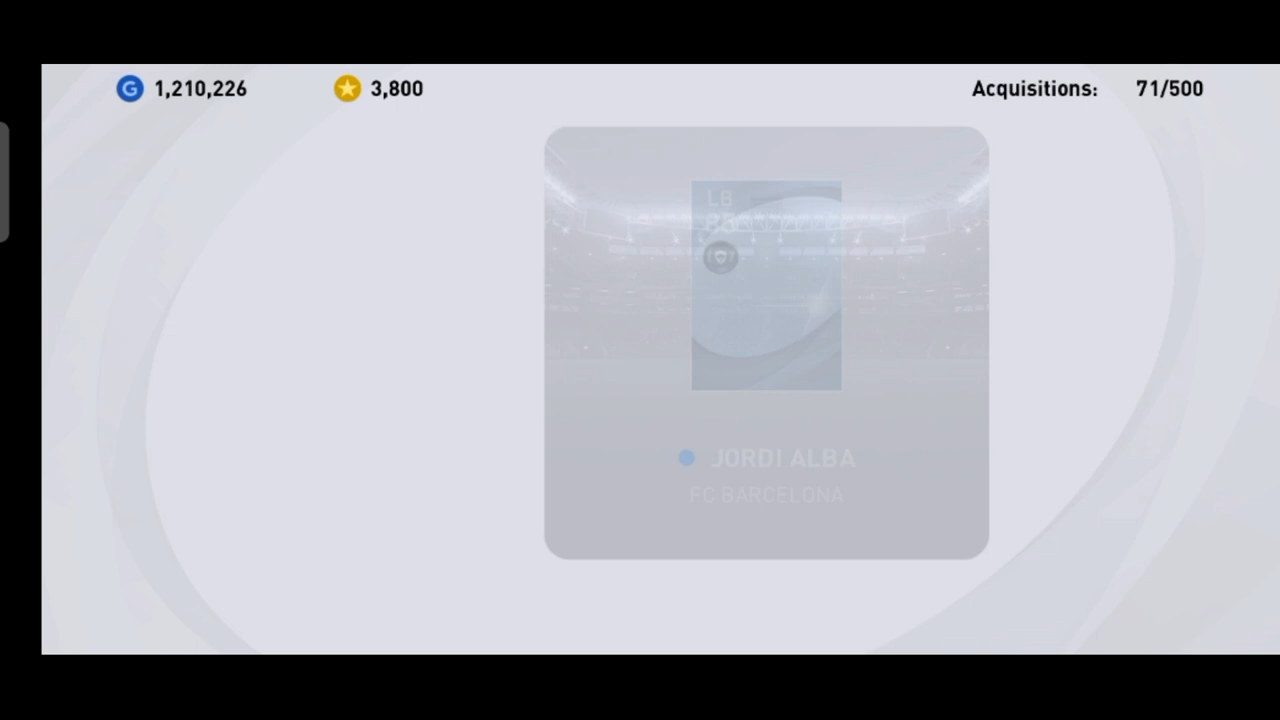 G 1,210,226 3,800 Acquisitions: 71/500
LB
JORDI ALBA
FC BARCELONA